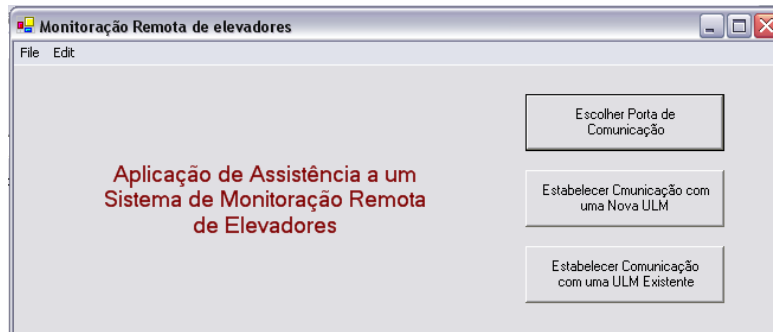 Monitoração Remota de elevadores
File Edit
Aplicação de Assistência a um
Sistema de Monitoração Remota
de Elevadores
Escolher Porta de
Comunicação
Estabelecer Cmunicação com
uma Nova ULM
Estabelecer Comunicação
com uma ULM Existente